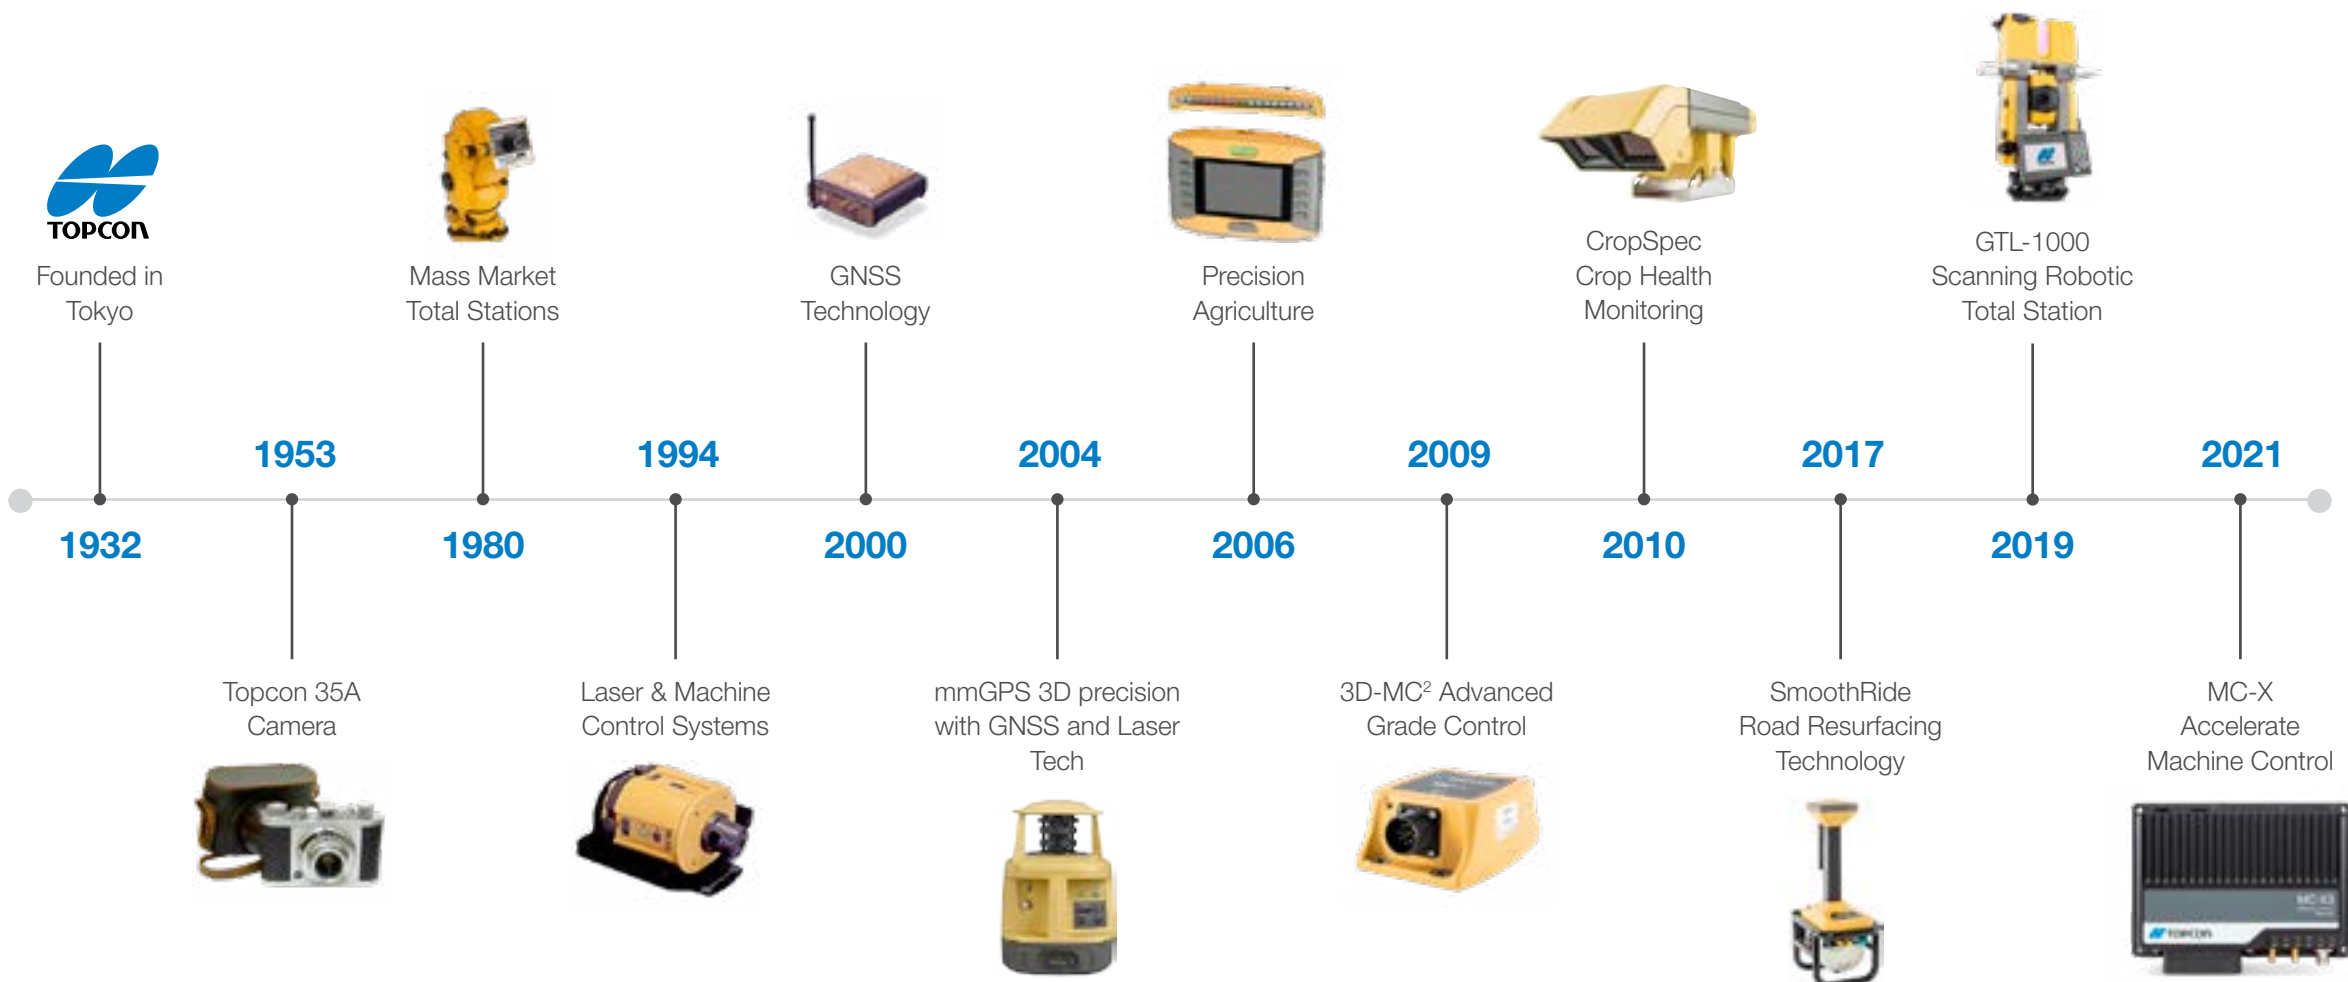 TOPCON
Founded in
Tokyo
1932
1953
Topcon 35A
Camera
Mass Market
Total Stations
1980
1994
Laser & Machine
Control Systems
GNSS
Technology
2000
2004
mmGPS 3D precision
with GNSS and Laser
Tech
Precision
Agriculture
2006
2009
3D-MC² Advanced
Grade Control
CropSpec
Crop Health
Monitoring
2010
2017
SmoothRide
Road Resurfacing
Technology
GTL-1000
Scanning Robotic
Total Station
2019
2021
MC-X
Accelerate
Machine Control
MC-X3
TOPCON